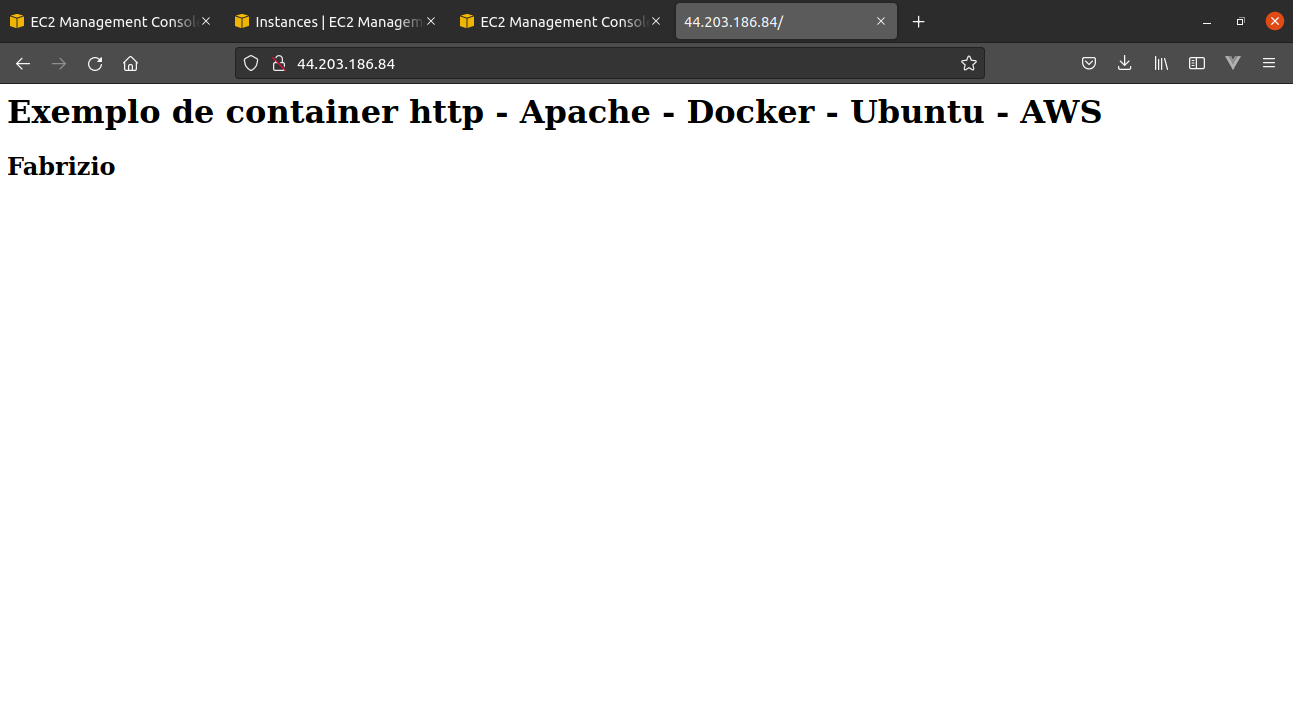 EC2 Management Consol
Instances | EC2 Managem
EC2 Management Consol
44.203.186.84/
44.203.186.84
Exemplo de container http - Apache - Docker - Ubuntu - AWS
Fabrizio